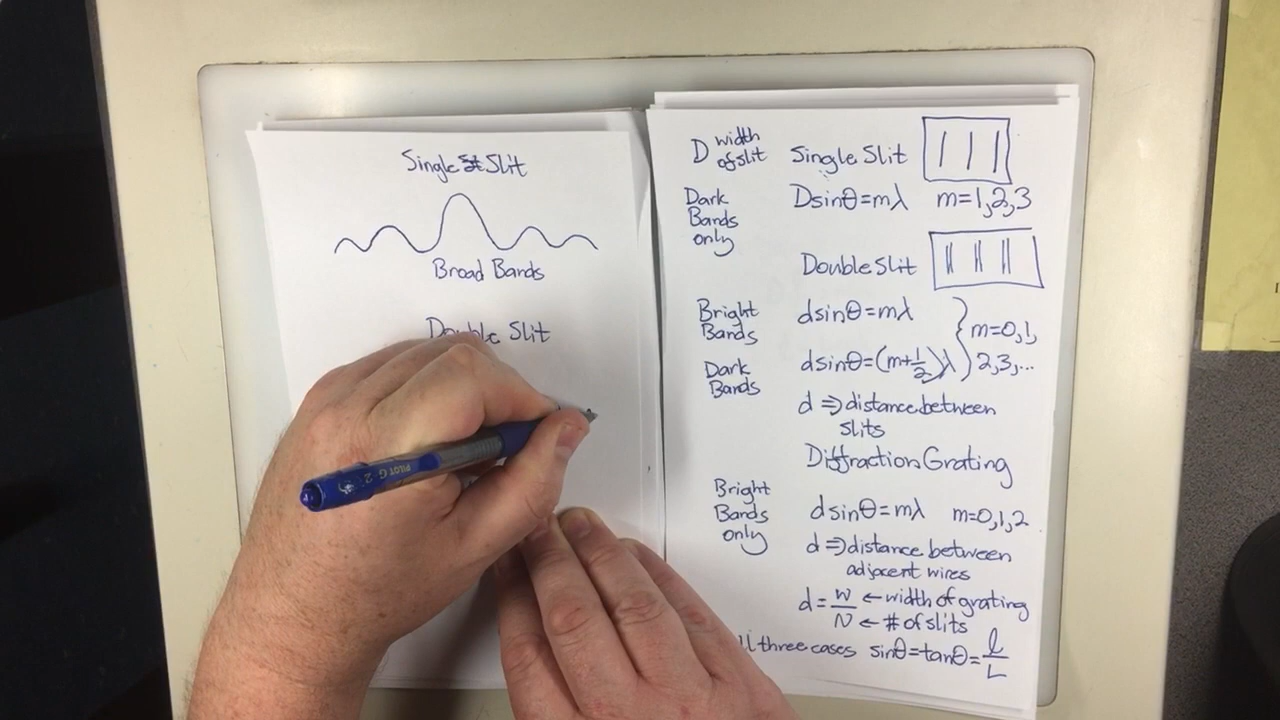 Single Slit
Broad Bands
Double Slit
PILOT G-2
D width
of slit
Single Slit
Dark
Bands
only
Dsinθ=mλ m=1,2,3
Double Slit
Bright
Bands
dsinθ=mλ
m=0,1,
2,3,...
Dark
Bands
dsinθ=(m+1/2)λ
d ⇒ distance between
slits
Diffraction Grating
Bright
Bands
only
dsinθ=mλ m=0,1,2
d ⇒ distance between
adjacent wires
d = w ← width of grating
N ← # of slits
three cases sinθ=tanθ=l/L